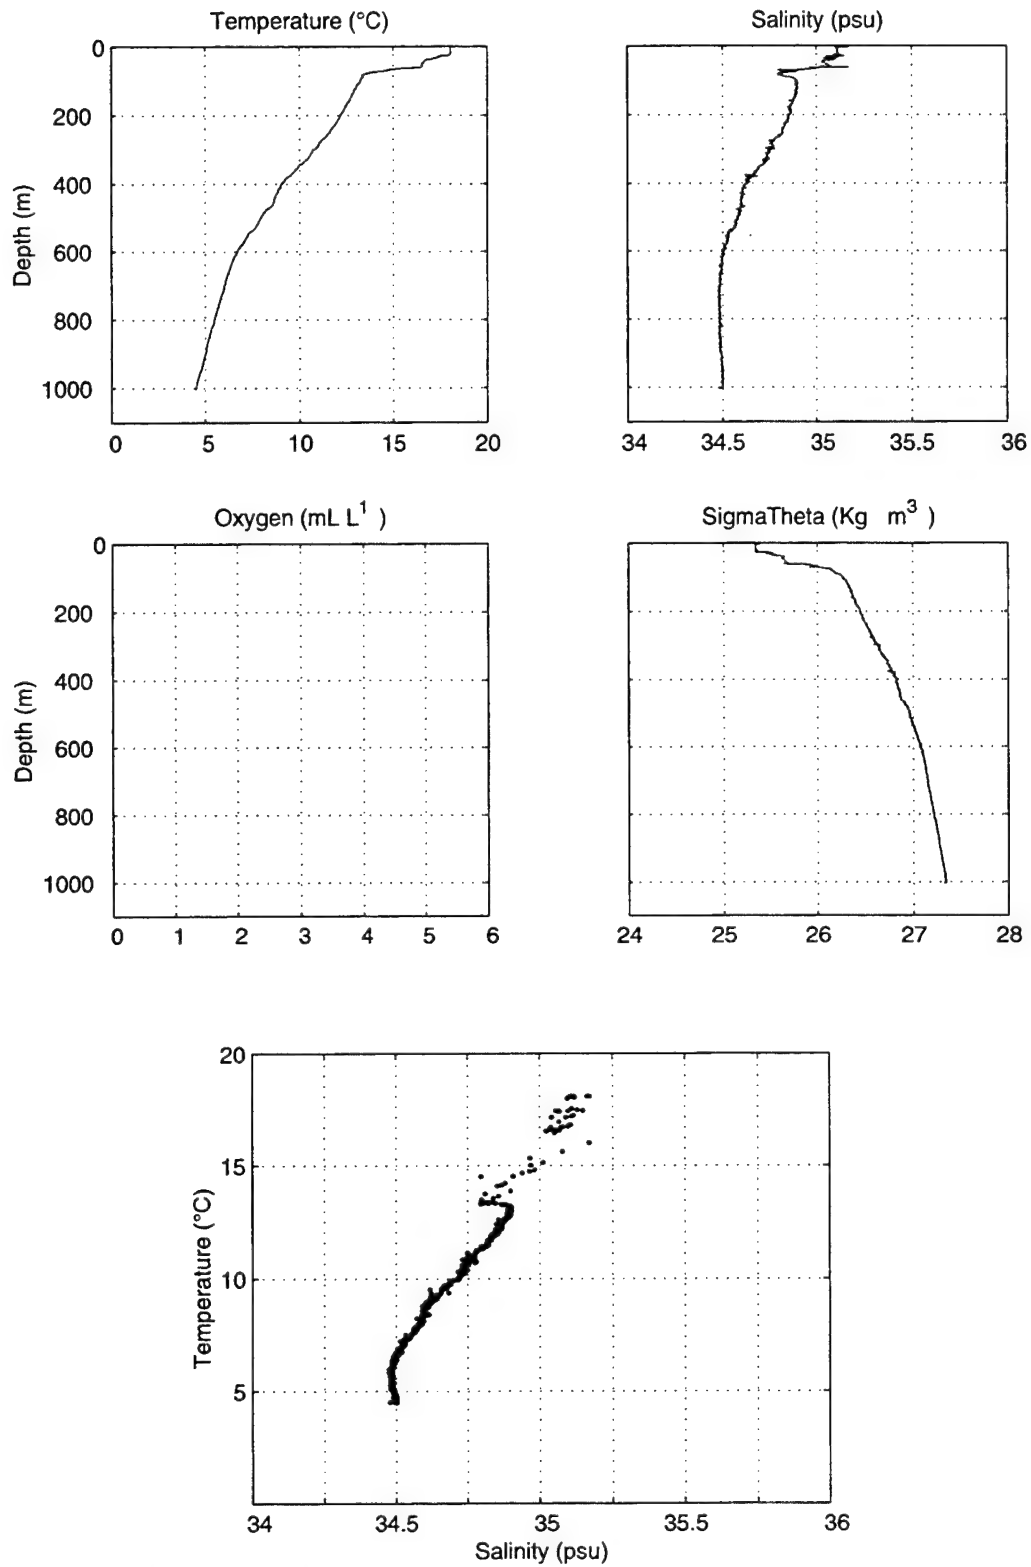 Temperature (°C) Salinity (psu)
0
200
400
600
800
1000
Depth (m)
0 5 10 15 20 34 34.5 35 35.5 36
Oxygen (mL L¹ ) SigmaTheta (Kg m³ )
0
200
400
600
800
1000
Depth (m)
0 1 2 3 4 5 6 24 25 26 27 28
20
15
10
5
Temperature (°C)
34 34.5 35 35.5 36
Salinity (psu)